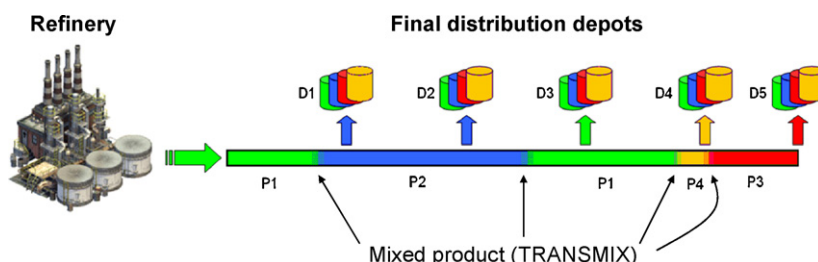 Refinery
Final distribution depots
D1 D2 D3 D4 D5
P1 P2 P1 P4 P3
Mixed product (TRANSMIX)